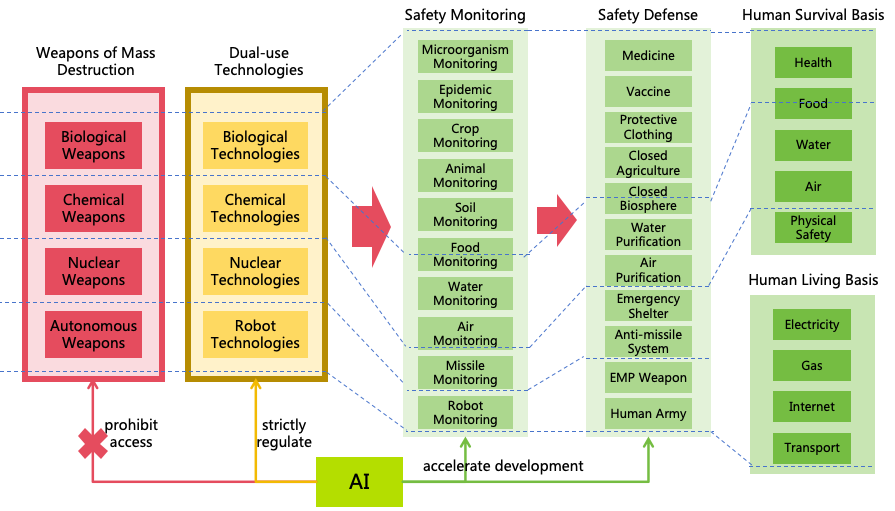 Weapons of Mass
Destruction
Biological
Weapons
Chemical
Weapons
Nuclear
Weapons
Autonomous
Weapons
Dual-use
Technologies
Biological
Technologies
Chemical
Technologies
Nuclear
Technologies
Robot
Technologies
Safety Monitoring
Microorganism
Monitoring
Epidemic
Monitoring
Crop
Monitoring
Animal
Monitoring
Soil
Monitoring
Food
Monitoring
Water
Monitoring
Air
Monitoring
Missile
Monitoring
Robot
Monitoring
Safety Defense
Medicine
Vaccine
Protective
Clothing
Closed
Agriculture
Closed
Biosphere
Water
Purification
Air
Purification
Emergency
Shelter
Anti-missile
System
EMP Weapon
Human Army
Human Survival Basis
Health
Food
Water
Air
Physical
Safety
Human Living Basis
Electricity
Gas
Internet
Transport
prohibit
access
strictly
regulate
AI
accelerate development